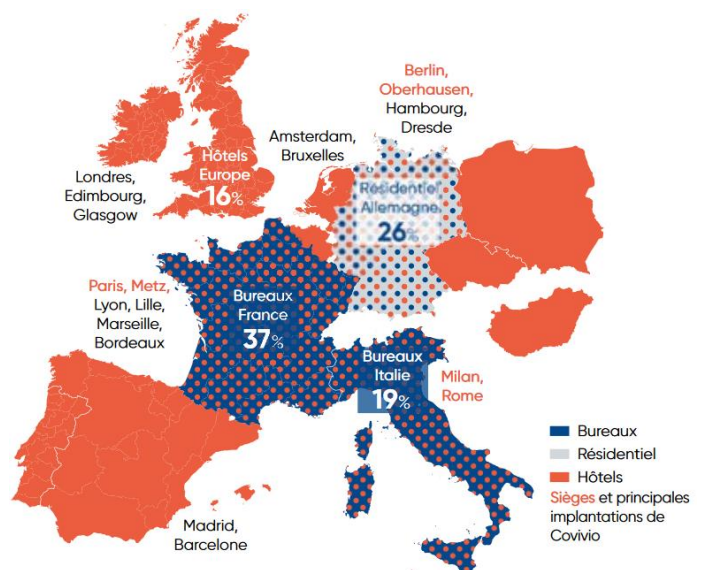 Berlin,
Oberhausen,
Hambourg,
Dresde
Amsterdam,
Bruxelles
Hôtels
Europe
16%
Londres,
Edimbourg,
Glasgow
Résidentiel
Allemagne
26%
Paris, Metz,
Lyon, Lille,
Marseille,
Bordeaux
Bureaux
France
37%
Bureaux
Italie
19%
Milan,
Rome
Madrid,
Barcelone
Bureaux
Résidentiel
Hôtels
Sièges et principales
implantations de
Covivio